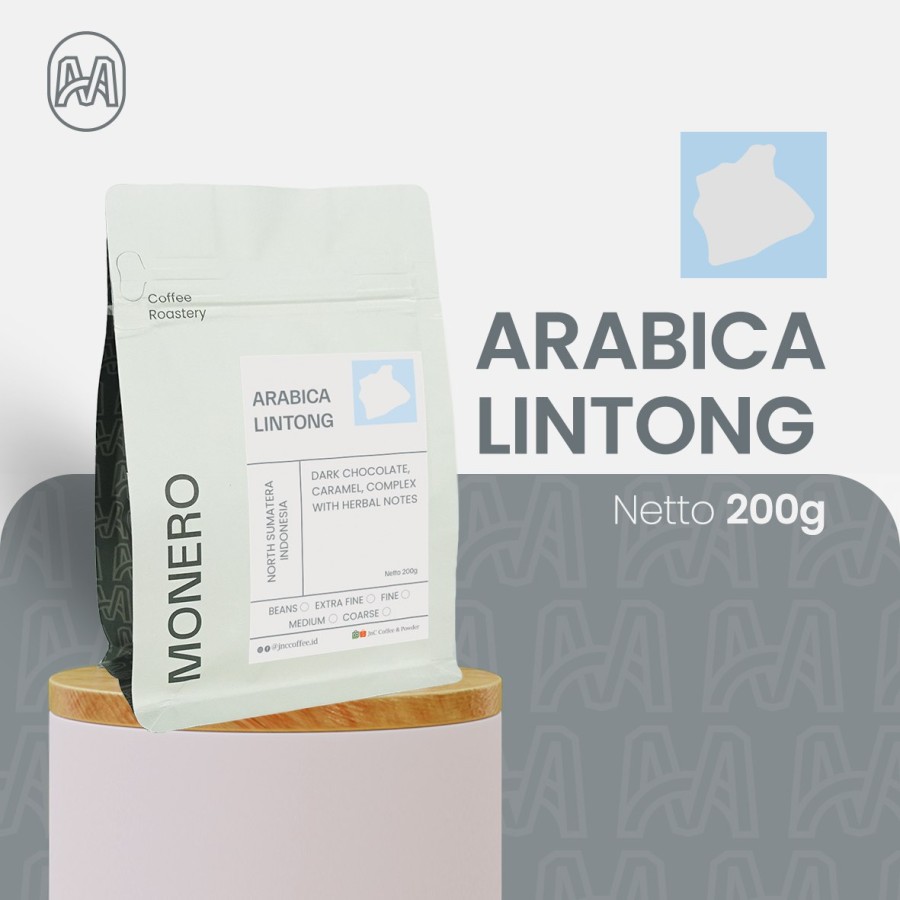 ARABICA
LINTONG
Netto 200g
Coffee
Roastery
MONERO
ARABICA
LINTONG
NORTH SUMATERA
INDONESIA
DARK CHOCOLATE,
CARAMEL, COMPLEX
WITH HERBAL NOTES
Netto 200g
BEANS EXTRA FINE FINE
MEDIUM COARSE
@jnccoffee.id
JnC Coffee & Powder